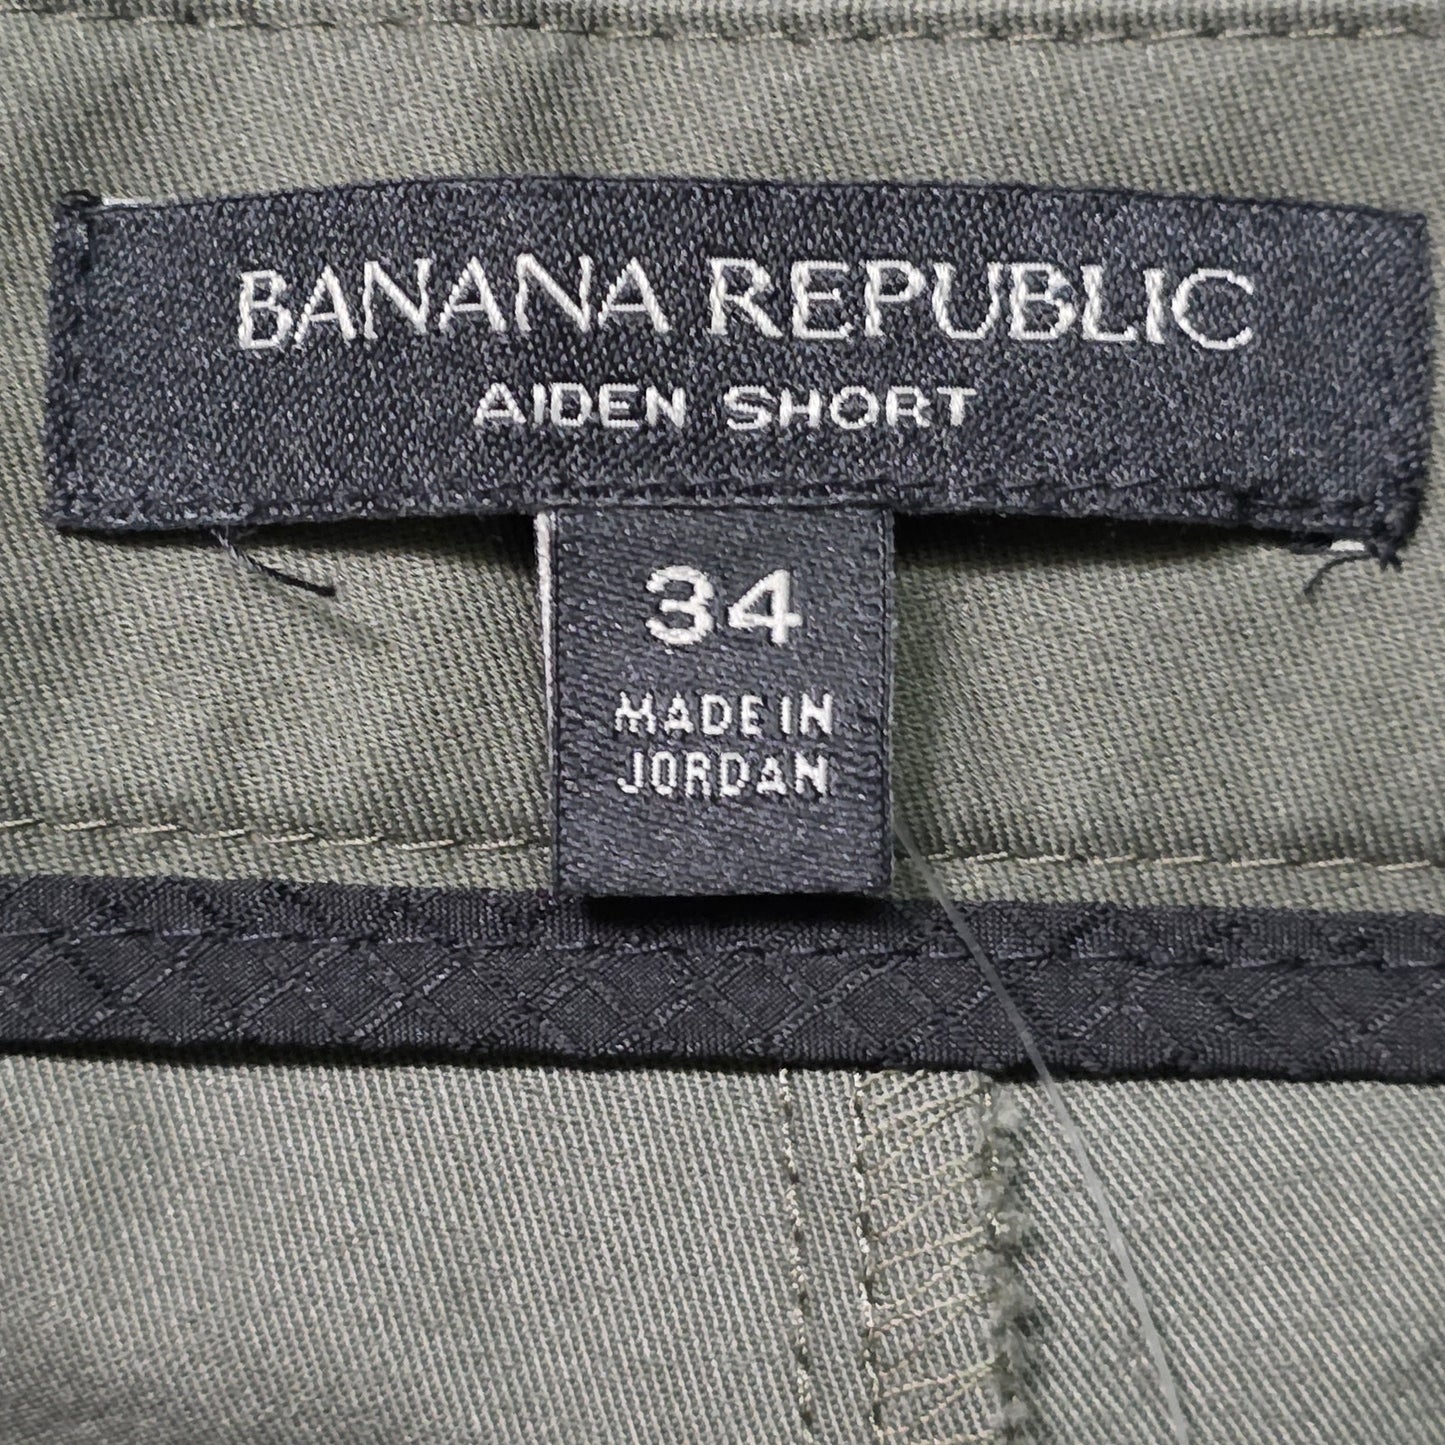 BANANA REPUBLIC
AIDEN SHORT
34
MADE IN
JORDAN